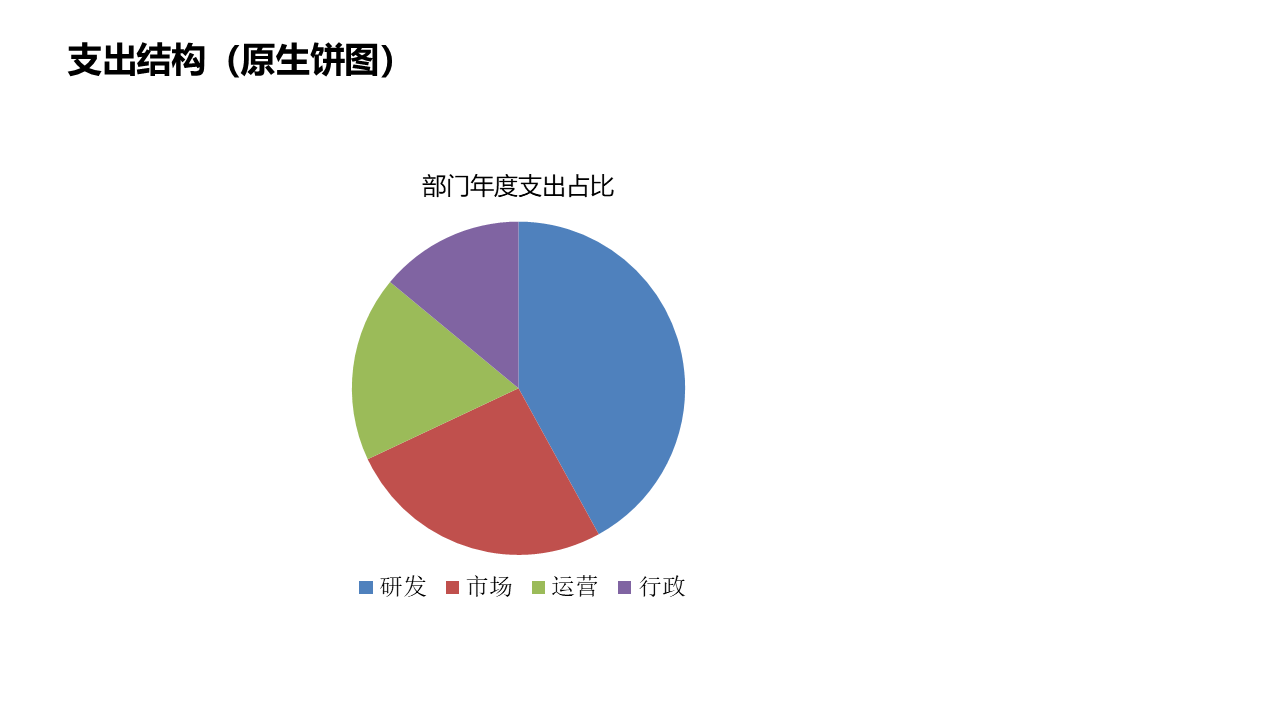 支出结构（原生饼图）
部门年度支出占比
研发 市场 运营 行政